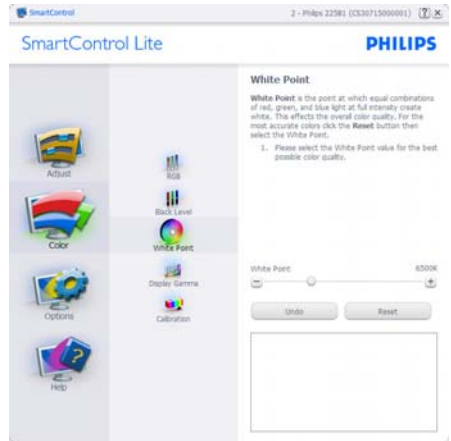 SmartControl
2 - Philips 225B1 (CS30715000001)
SmartControl Lite
PHILIPS
Adjust
Color
Options
Help
RGB
Black Level
White Point
Display Gamma
Calibration
White Point
White Point is the point at which equal combinations
of red, green, and blue light at full intensity create
white. This effects the overall color quality. For the
most accurate colors click the Reset button then
select the White Point.
1. Please select the White Point value for the best
possible color quality.
White Point 6500K
Undo Reset